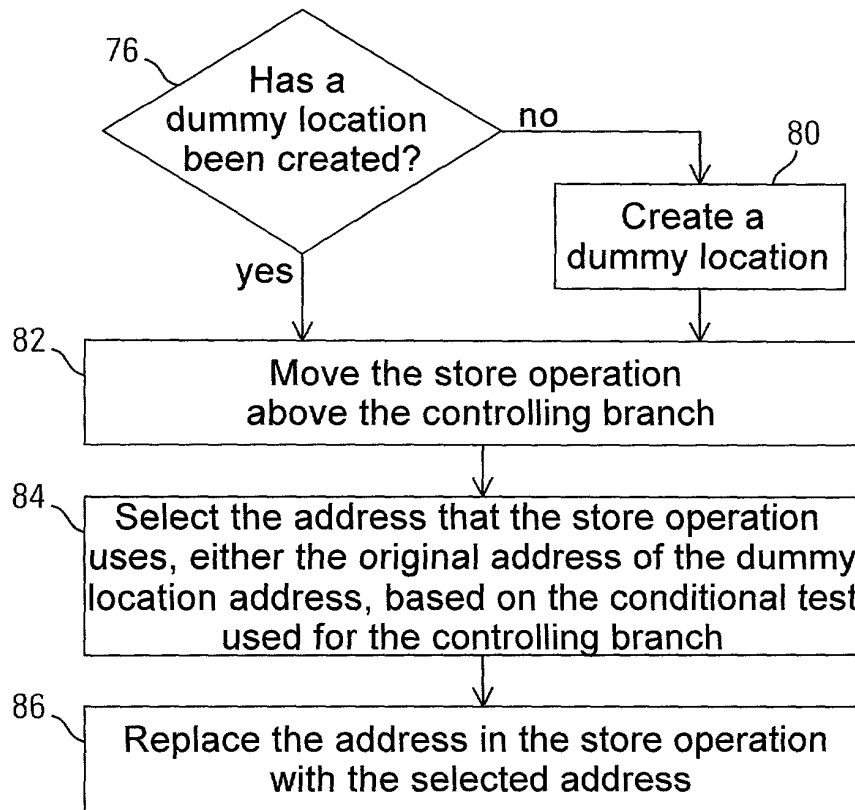 76
Has a
dummy location
been created?
no
80
Create a
dummy location
yes
82
Move the store operation
above the controlling branch
84
Select the address that the store operation
uses, either the original address of the dummy
location address, based on the conditional test
used for the controlling branch
86
Replace the address in the store operation
with the selected address